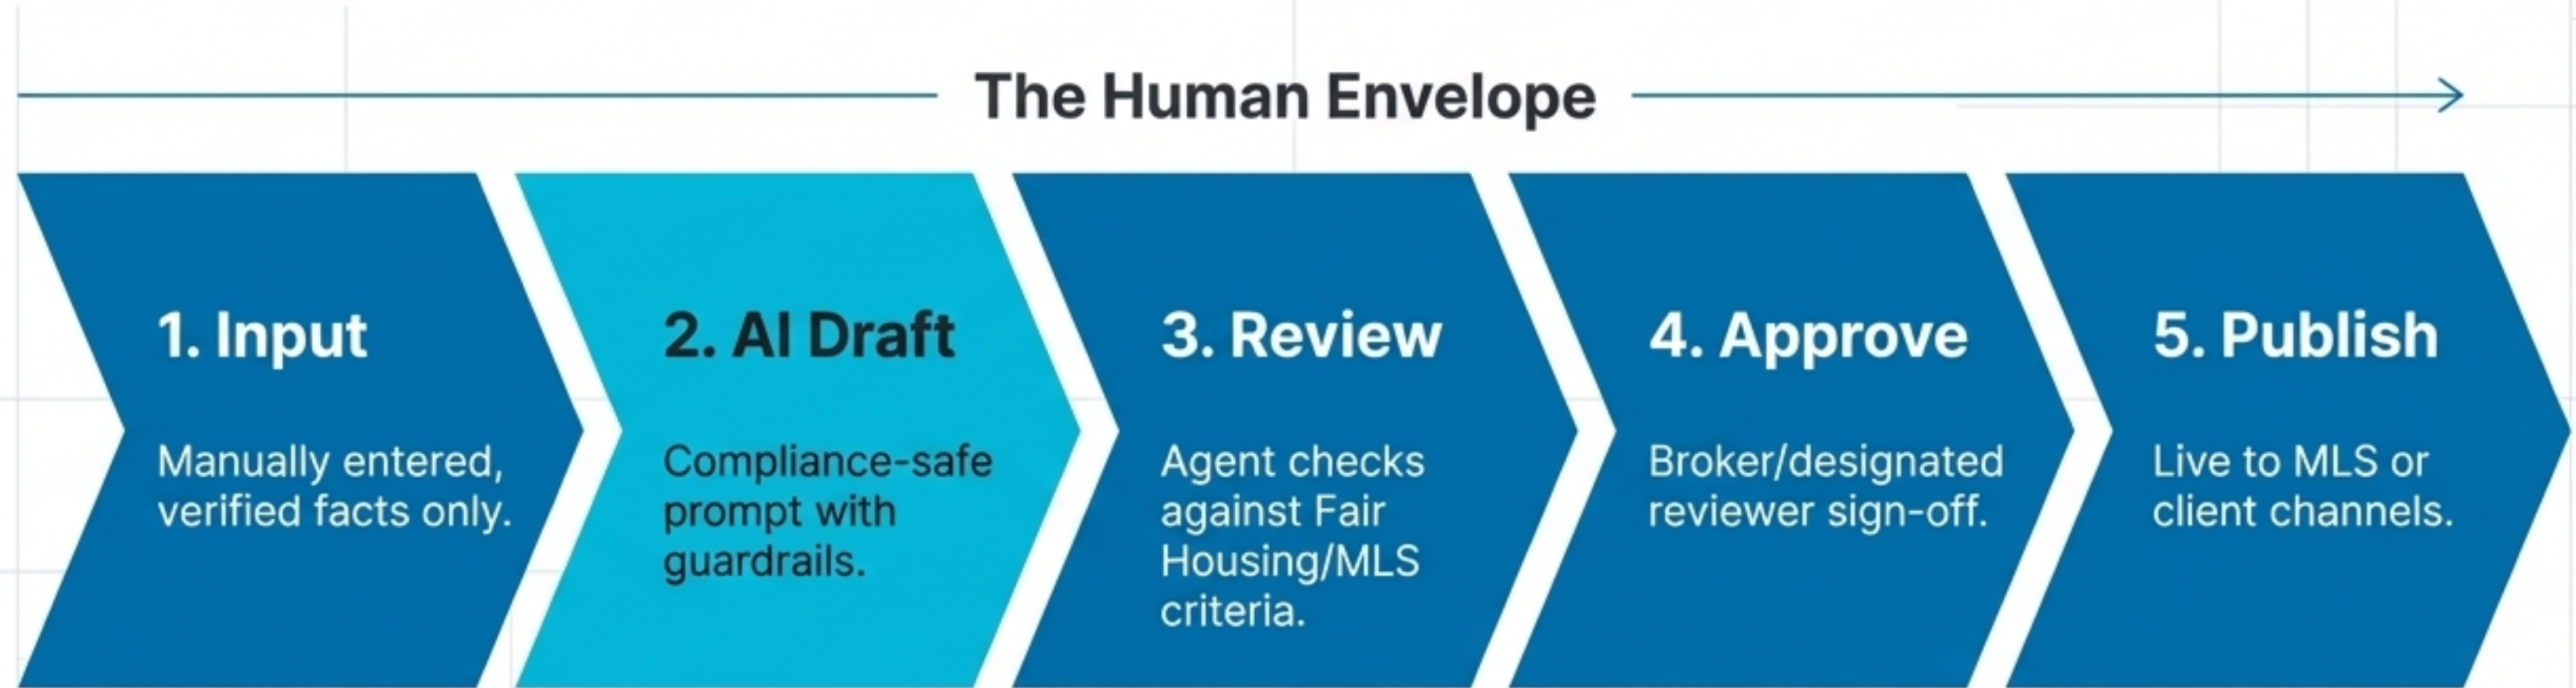 The Human Envelope
1. Input
Manually entered,
verified facts only.
2. AI Draft
Compliance-safe
prompt with
guardrails.
3. Review
Agent checks
against Fair
Housing/MLS
criteria.
4. Approve
Broker/designated
reviewer sign-off.
5. Publish
Live to MLS or
client channels.